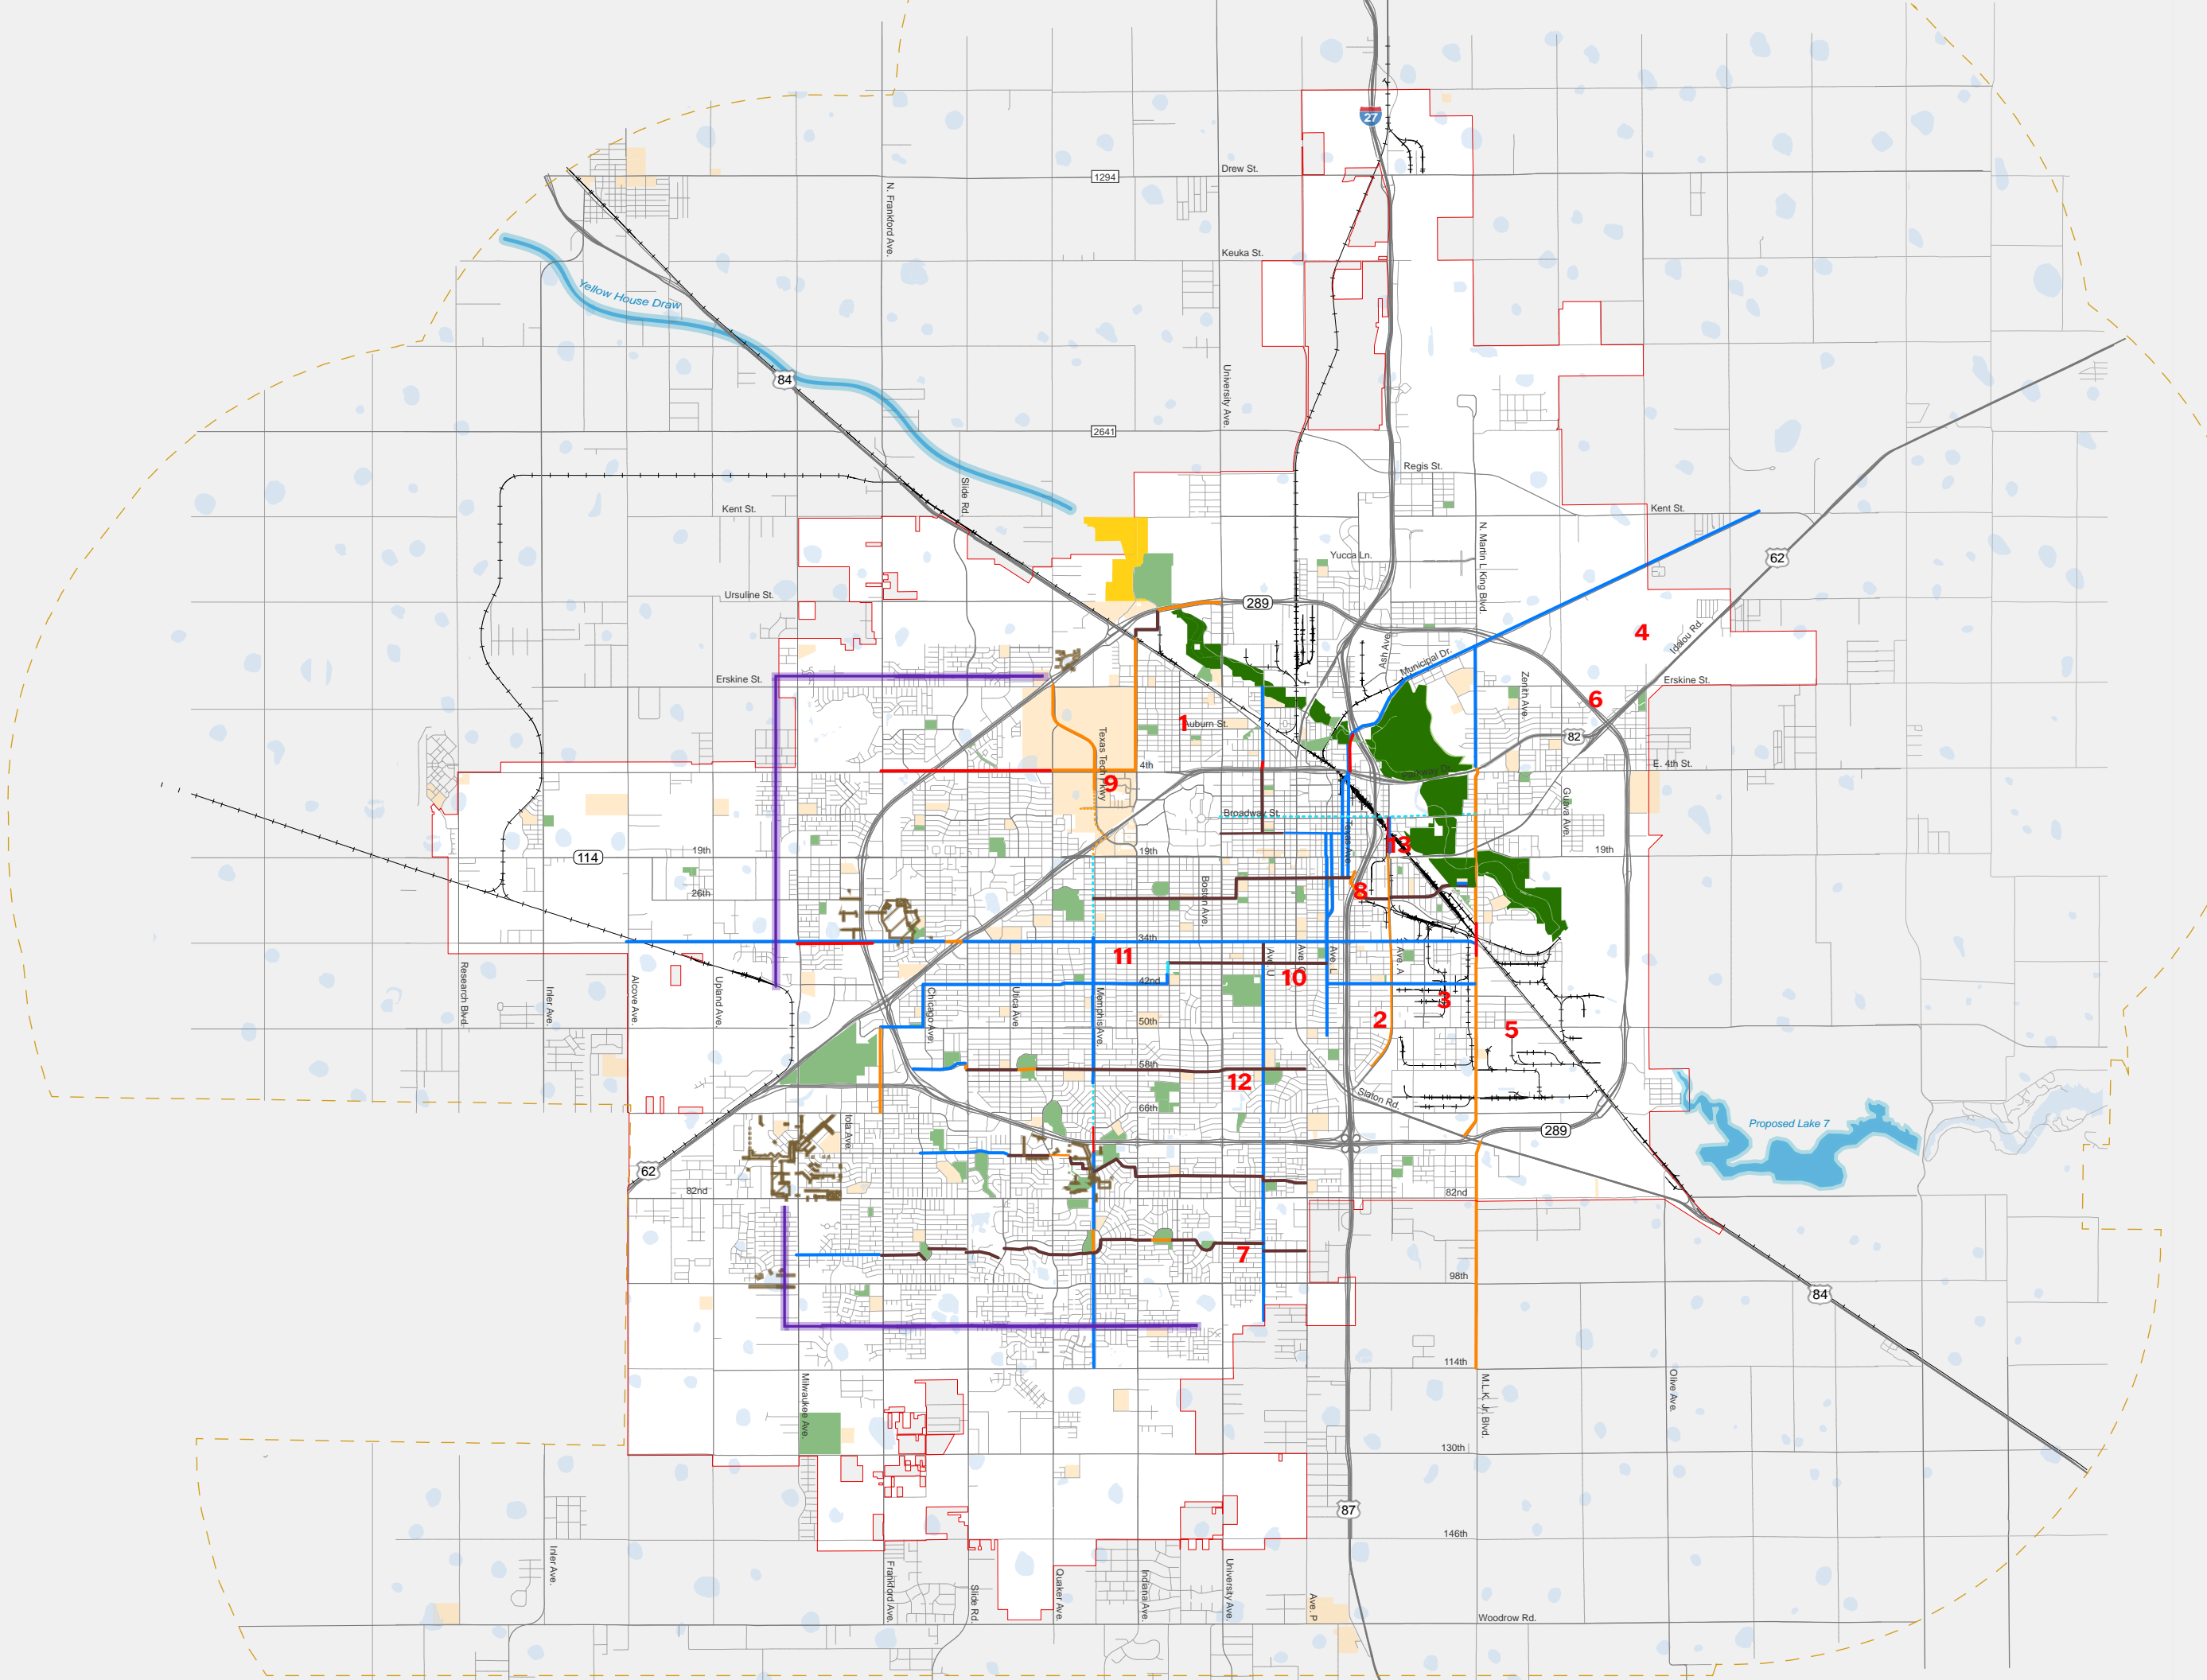 27
Drew St.
1294
N. Frankford Ave.
Keuka St.
Yellow House Draw
84
University Ave.
2641
Regis St.
Slide Rd.
Kent St.
Kent St.
N. Martin L King Blvd.
Yucca Ln.
62
Ursuline St.
289
4
Idalou Rd.
Ash Ave.
Municipal Dr.
Erskine St.
Erskine St.
Zenith Ave.
6
1
Auburn St.
Texas Tech Pkwy
82
4th
E. 4th St.
9
Guava Ave.
Broadway St.
Texas Ave.
13
114
19th
19th
19th
26th
Boston Ave.
8
34th
11
Ave. U
10
Ave. L
Ave. A
Research Blvd.
Inler Ave.
Alcove Ave.
Upland Ave.
42nd
Chicago Ave.
Utica Ave
Memphis Ave.
3
2
5
50th
58th
12
66th
Slaton Rd.
Iola Ave.
289
Proposed Lake 7
62
82nd
82nd
7
98th
84
114th
Milwaukee Ave.
M.L.K. Jr. Blvd.
Olive Ave.
130th
87
146th
Inler Ave.
Frankford Ave.
Slide Rd.
Quaker Ave.
Indiana Ave.
University Ave.
Ave. P
Woodrow Rd.